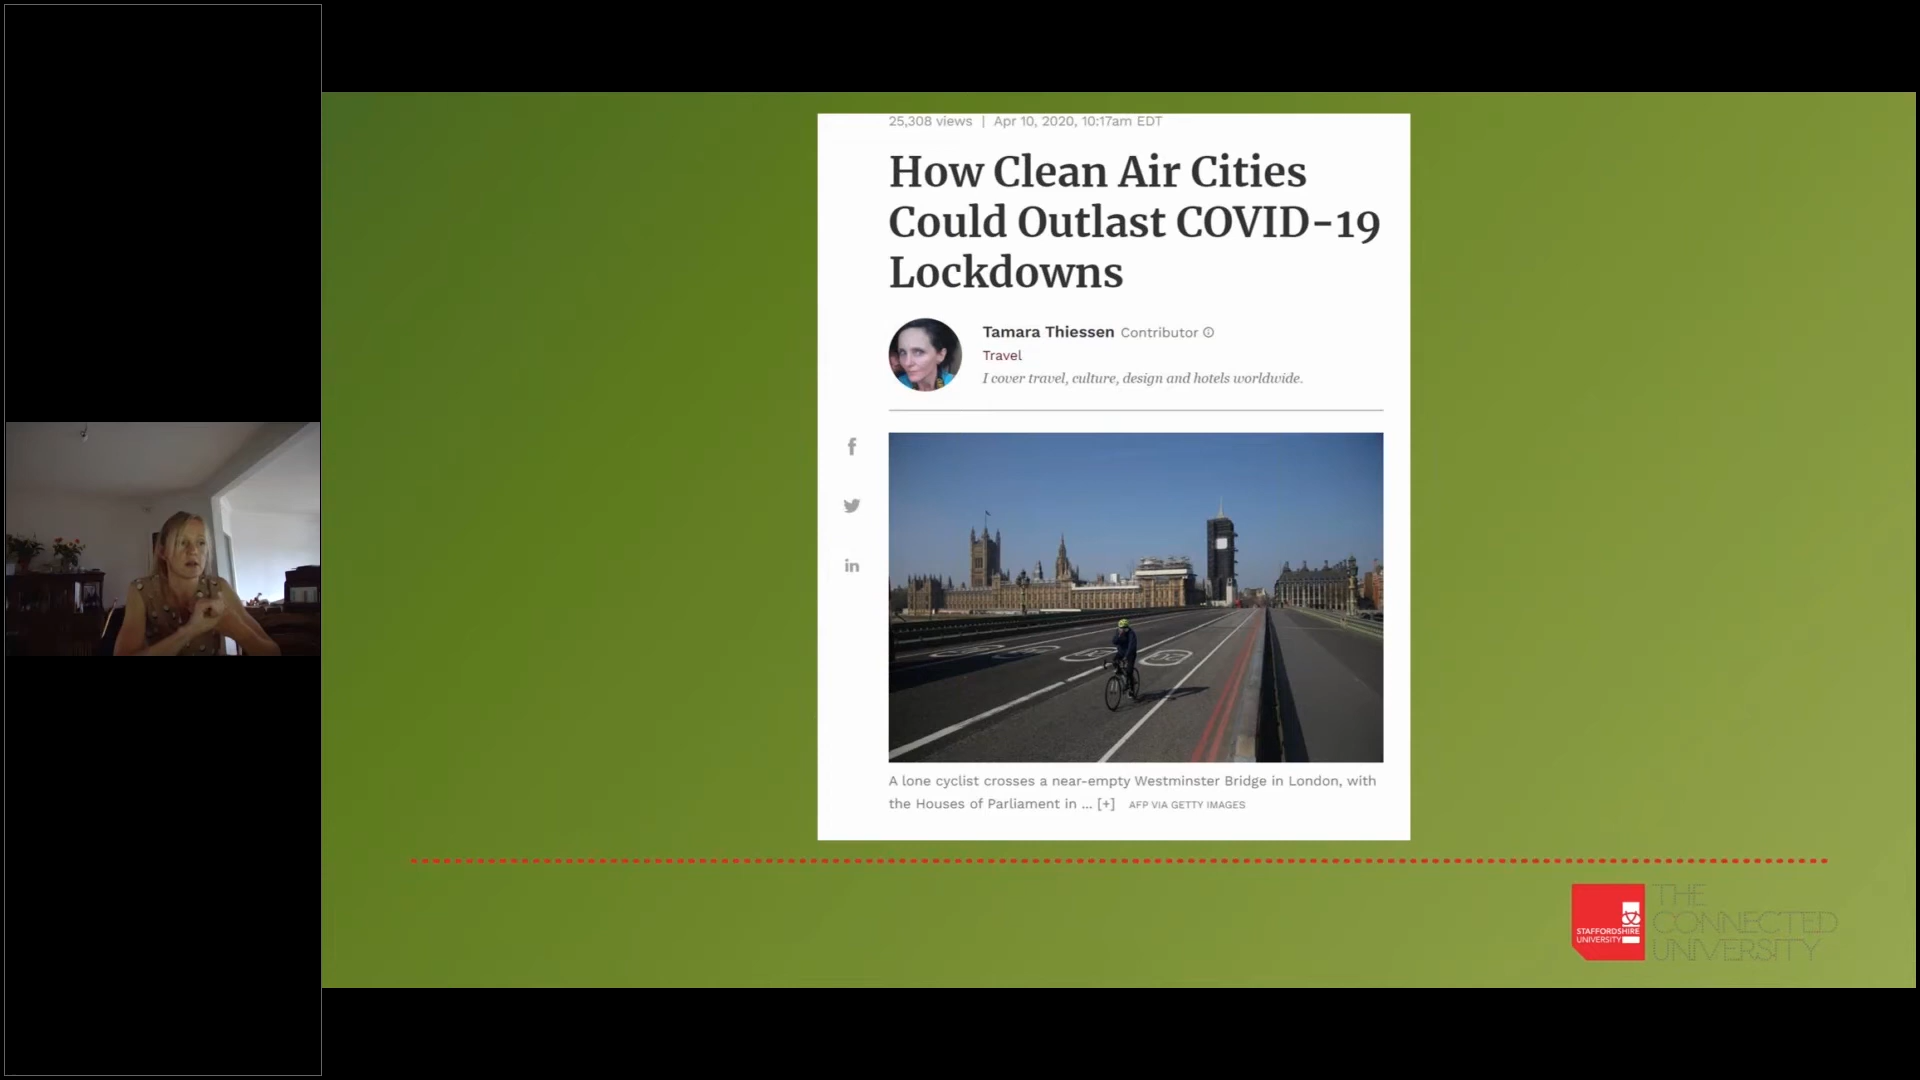 25,308 views | Apr 10, 2020, 10:17am EDT
How Clean Air Cities
Could Outlast COVID-19
Lockdowns
Tamara Thiessen Contributor
Travel
I cover travel, culture, design and hotels worldwide.
f
in
A lone cyclist crosses a near-empty Westminster Bridge in London, with
the Houses of Parliament in ... [+] AFP VIA GETTY IMAGES
STAFFORDSHIRE
UNIVERSITY
THE
CONNECTED
UNIVERSITY